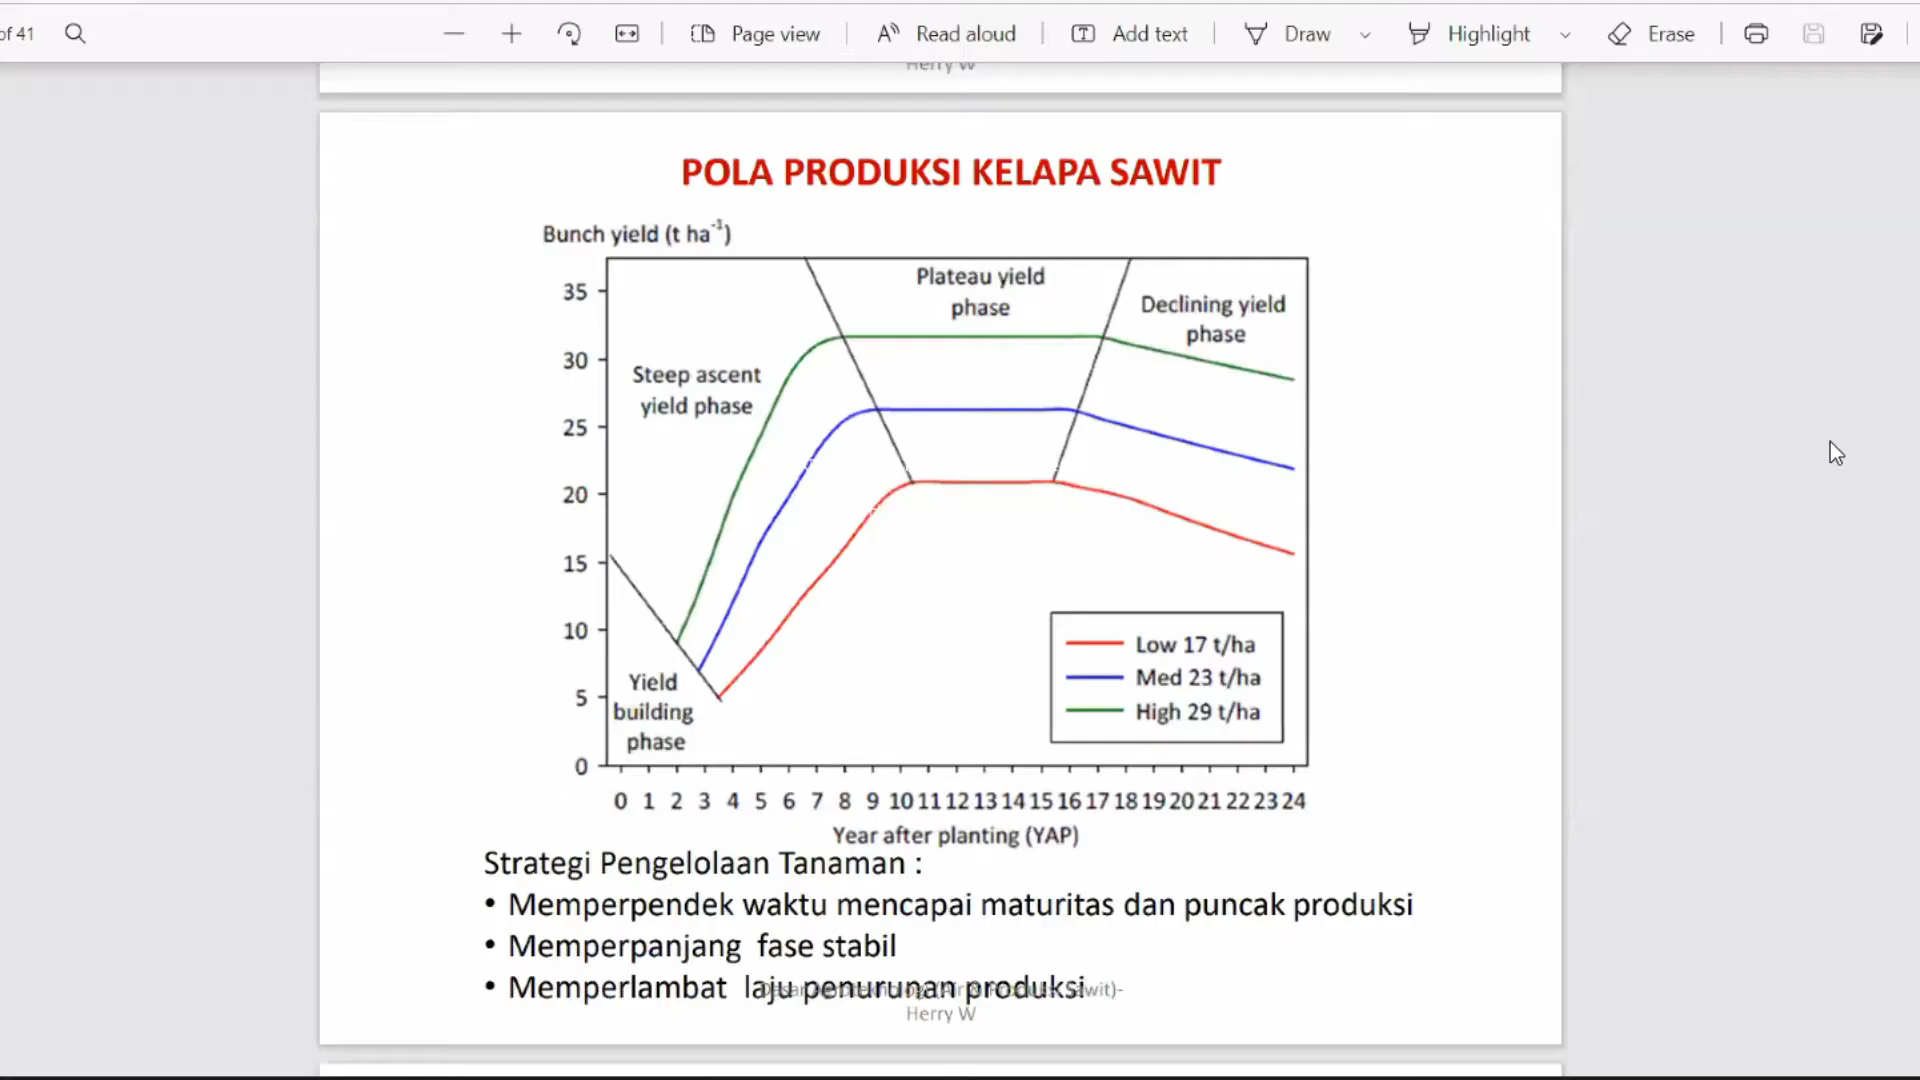 of 41
Page view
Read aloud
Add text
Draw
Highlight
Erase
Herry W
POLA PRODUKSI KELAPA SAWIT
Bunch yield (t ha⁻¹)
Plateau yield
phase
Declining yield
phase
Steep ascent
yield phase
Yield
building
phase
35
30
25
20
15
10
5
0
Low 17 t/ha
Med 23 t/ha
High 29 t/ha
0 1 2 3 4 5 6 7 8 9 10 11 12 13 14 15 16 17 18 19 20 21 22 23 24
Year after planting (YAP)
Strategi Pengelolaan Tanaman :
• Memperpendek waktu mencapai maturitas dan puncak produksi
• Memperpanjang fase stabil
• Memperlambat laju penurunan produksi
Sawit)-
Herry W